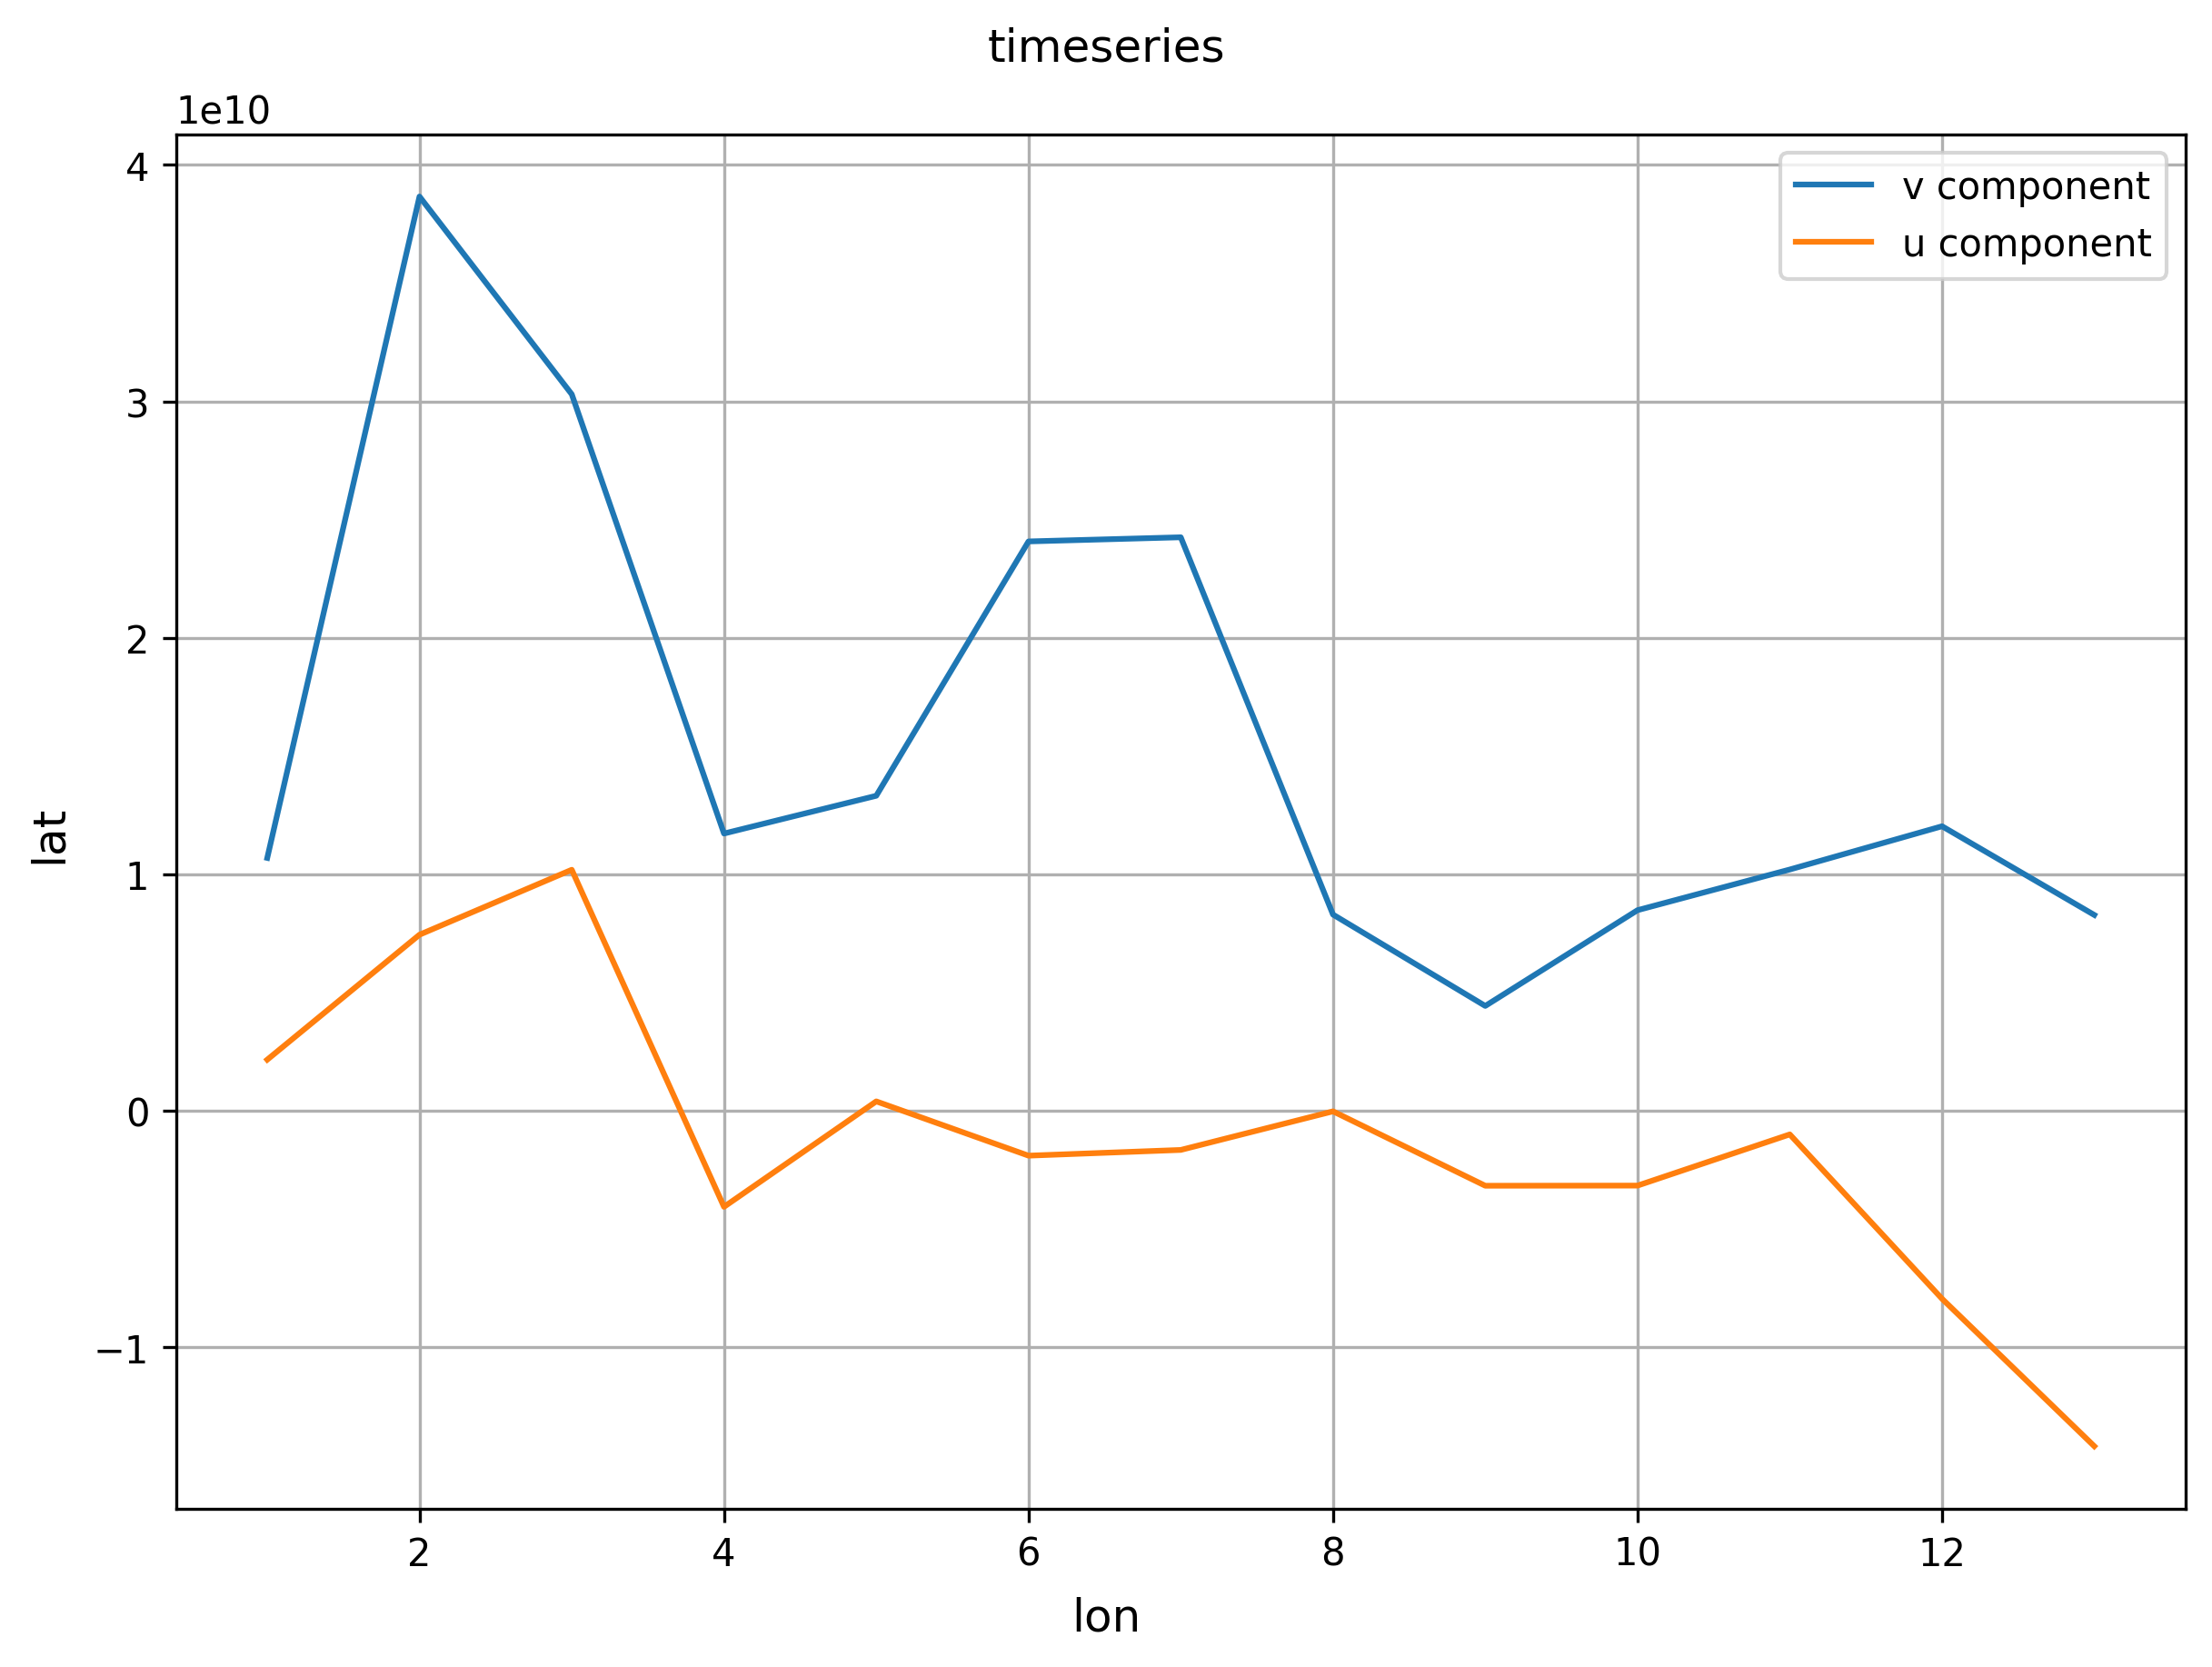 timeseries
1e10
v component
u component
4
3
2
1
0
−1
lat
2 4 6 8 10 12
lon